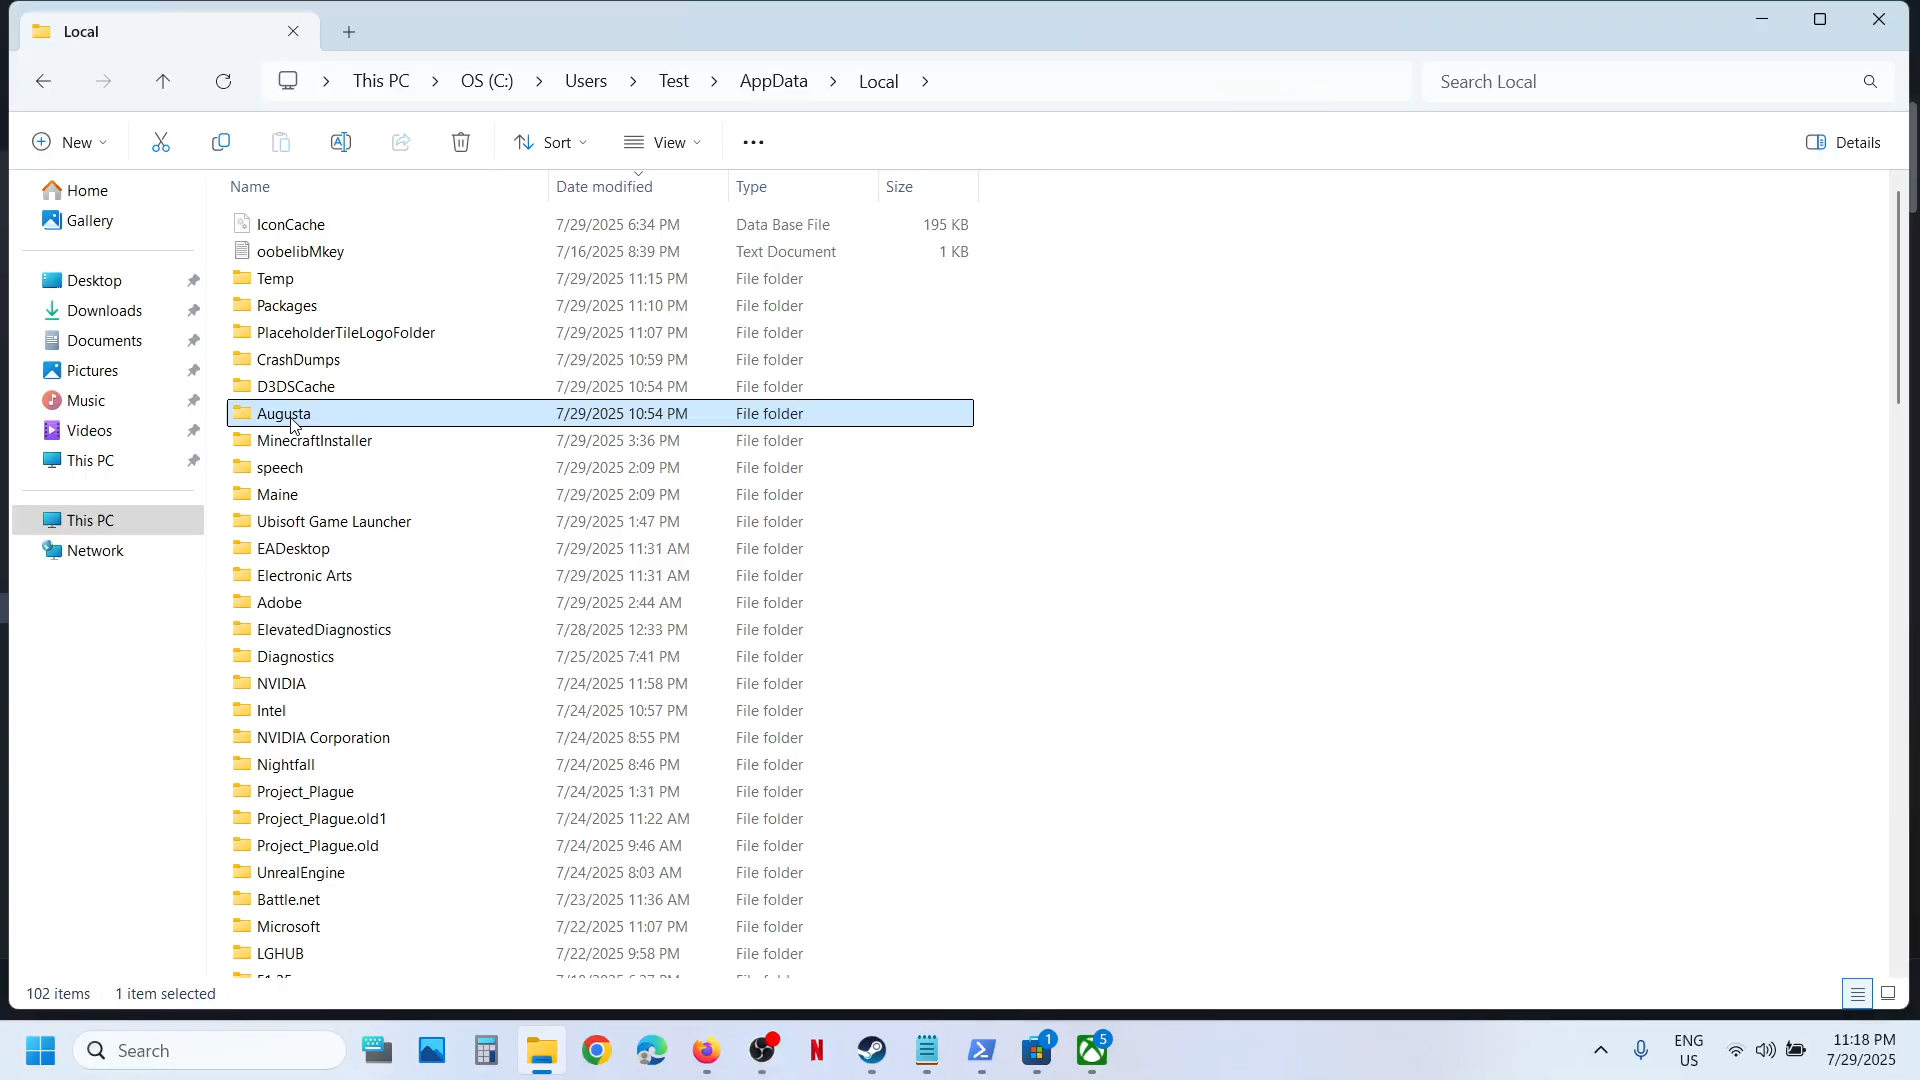 Local
This PC
OS (C:)
Users
Test
AppData
Local
Search Local
New
Sort
View
Details
Home
Gallery
Desktop
Downloads
Documents
Pictures
Music
Videos
This PC
This PC
Network
Name Date modified Type Size
IconCache 7/29/2025 6:34 PM Data Base File 195 KB
oobelibMkey 7/16/2025 8:39 PM Text Document 1 KB
Temp 7/29/2025 11:15 PM File folder
Packages 7/29/2025 11:10 PM File folder
PlaceholderTileLogoFolder 7/29/2025 11:07 PM File folder
CrashDumps 7/29/2025 10:59 PM File folder
D3DSCache 7/29/2025 10:54 PM File folder
Augusta 7/29/2025 10:54 PM File folder
MinecraftInstaller 7/29/2025 3:36 PM File folder
speech 7/29/2025 2:09 PM File folder
Maine 7/29/2025 2:09 PM File folder
Ubisoft Game Launcher 7/29/2025 1:47 PM File folder
EADesktop 7/29/2025 11:31 AM File folder
Electronic Arts 7/29/2025 11:31 AM File folder
Adobe 7/29/2025 2:44 AM File folder
ElevatedDiagnostics 7/28/2025 12:33 PM File folder
Diagnostics 7/25/2025 7:41 PM File folder
NVIDIA 7/24/2025 11:58 PM File folder
Intel 7/24/2025 10:57 PM File folder
NVIDIA Corporation 7/24/2025 8:55 PM File folder
Nightfall 7/24/2025 8:46 PM File folder
Project_Plague 7/24/2025 1:31 PM File folder
Project_Plague.old1 7/24/2025 11:22 AM File folder
Project_Plague.old 7/24/2025 9:46 AM File folder
UnrealEngine 7/24/2025 8:03 AM File folder
Battle.net 7/23/2025 11:36 AM File folder
Microsoft 7/22/2025 11:07 PM File folder
LGHUB 7/22/2025 9:58 PM File folder
102 items 1 item selected
Search
1
5
ENG
US
11:18 PM
7/29/2025